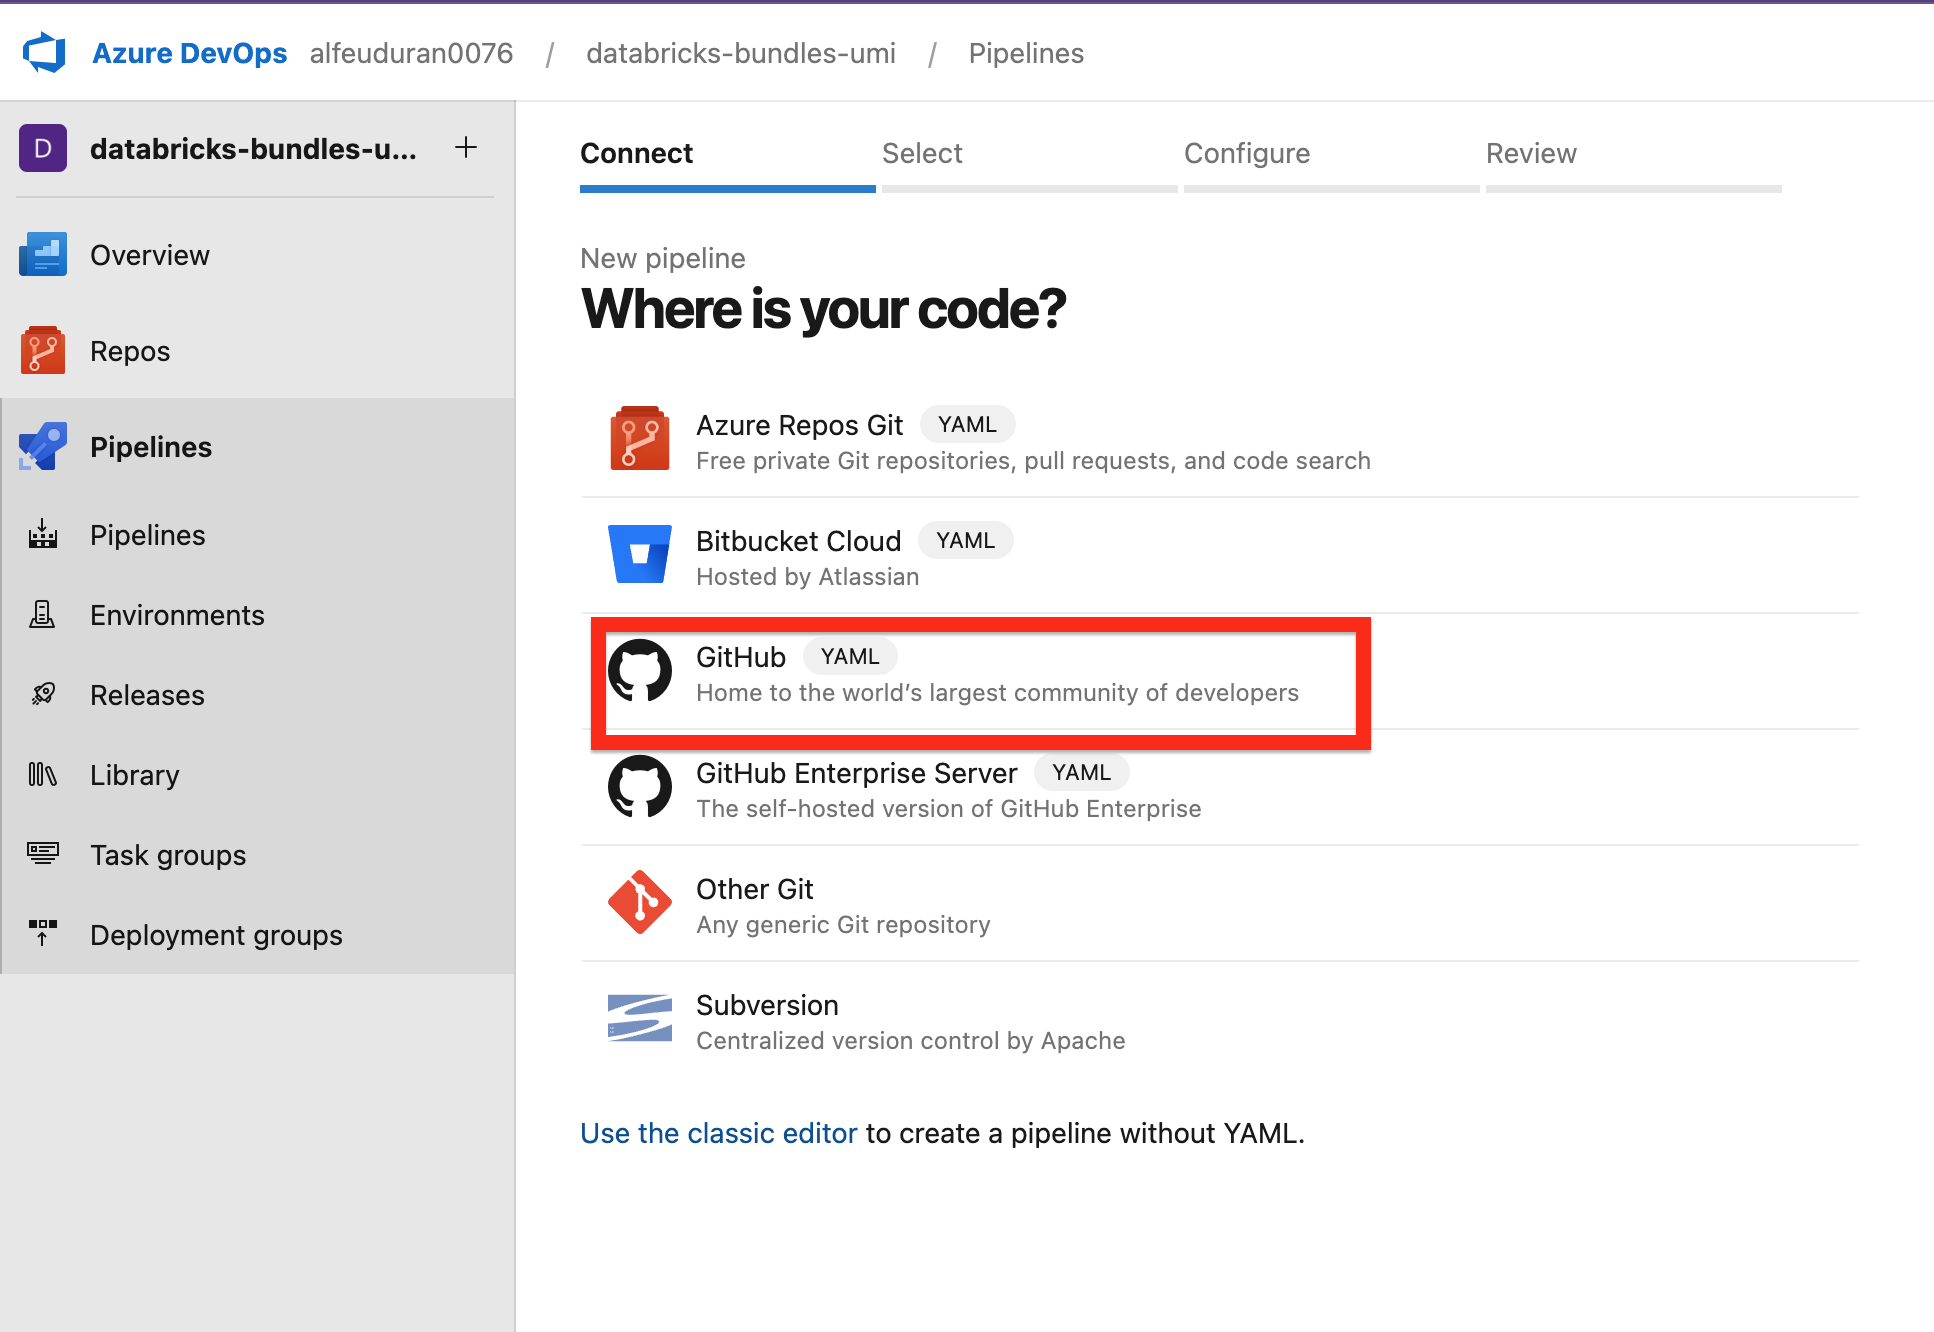 Azure DevOps alfeuduran0076 / databricks-bundles-umi / Pipelines
D databricks-bundles-u... +
Overview
Repos
Pipelines
Pipelines
Environments
Releases
Library
Task groups
Deployment groups
Connect Select Configure Review
New pipeline
Where is your code?
Azure Repos Git YAML
Free private Git repositories, pull requests, and code search
Bitbucket Cloud YAML
Hosted by Atlassian
GitHub YAML
Home to the world’s largest community of developers
GitHub Enterprise Server YAML
The self-hosted version of GitHub Enterprise
Other Git
Any generic Git repository
Subversion
Centralized version control by Apache
Use the classic editor to create a pipeline without YAML.